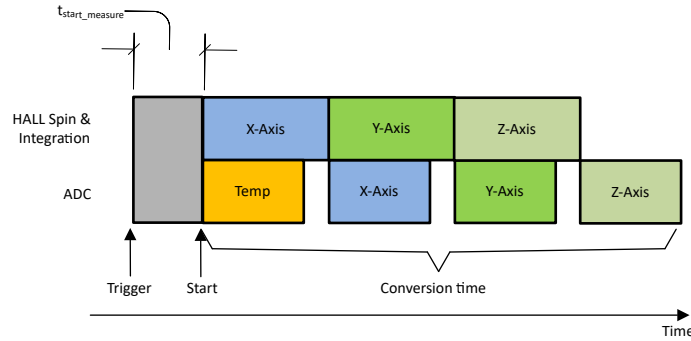 tstart_measure
HALL Spin &
Integration
X-Axis
Y-Axis
Z-Axis
ADC
Temp
X-Axis
Y-Axis
Z-Axis
Trigger
Start
Conversion time
Time